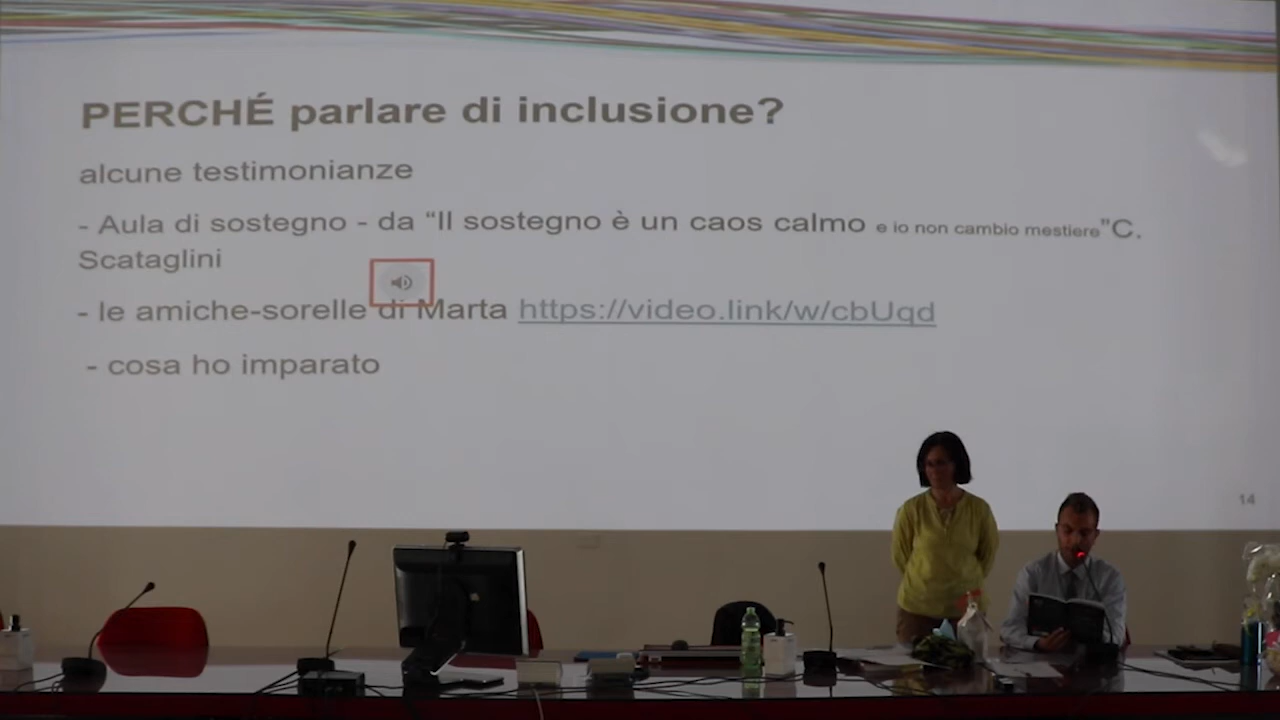 PERCHÉ parlare di inclusione?
alcune testimonianze
- Aula di sostegno - da “Il sostegno è un caos calmo e io non cambio mestiere"C.
Scataglini
- le amiche-sorelle di Marta https://video.link/w/cbUqd
- cosa ho imparato
14